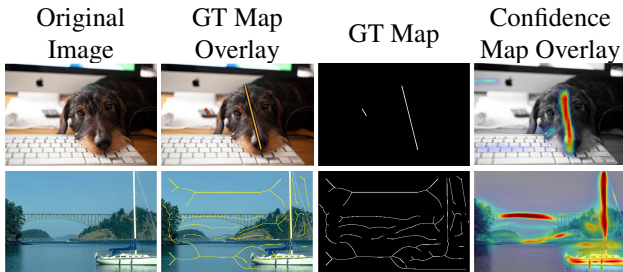 Original
Image
GT Map
Overlay
GT Map
Confidence
Map Overlay